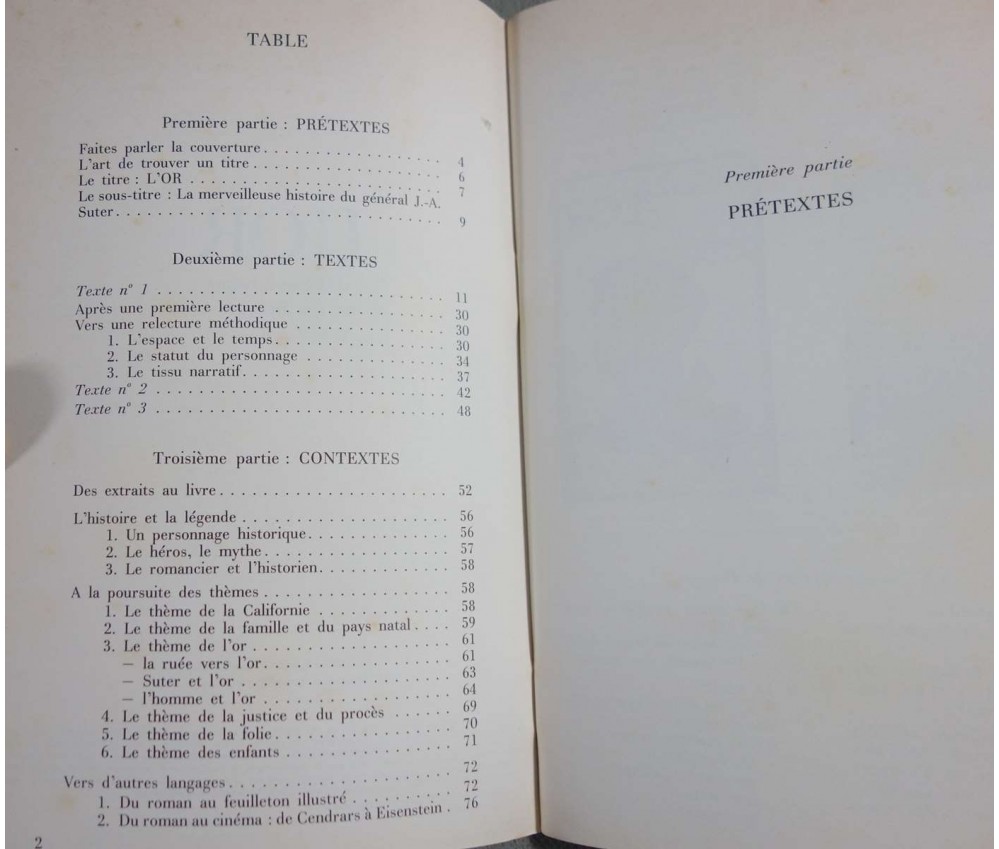 TABLE
Première partie : PRÉTEXTES
Faites parler la couverture . . . . . . . . . . . . . . 4
L'art de trouver un titre . . . . . . . . . . . . . . . 6
Le titre : L'OR . . . . . . . . . . . . . . . . . . . . 7
Le sous-titre : La merveilleuse histoire du général J.-A.
Suter. . . . . . . . . . . . . . . . . . . . . . . . . 9
Deuxième partie : TEXTES
Texte n° 1 . . . . . . . . . . . . . . . . . . . . . . 11
Après une première lecture . . . . . . . . . . . . . . 30
Vers une relecture méthodique . . . . . . . . . . . . 30
1. L'espace et le temps. . . . . . . . . . . . . . 30
2. Le statut du personnage . . . . . . . . . . . 34
3. Le tissu narratif. . . . . . . . . . . . . . . . 37
Texte n° 2 . . . . . . . . . . . . . . . . . . . . . . 42
Texte n° 3 . . . . . . . . . . . . . . . . . . . . . . 48
Troisième partie : CONTEXTES
Des extraits au livre . . . . . . . . . . . . . . . . . 52
L'histoire et la légende . . . . . . . . . . . . . . . . 56
1. Un personnage historique. . . . . . . . . . . 56
2. Le héros, le mythe. . . . . . . . . . . . . . 57
3. Le romancier et l'historien. . . . . . . . . . 58
A la poursuite des thèmes . . . . . . . . . . . . . . 58
1. Le thème de la Californie . . . . . . . . . . 58
2. Le thème de la famille et du pays natal . . . . 59
3. Le thème de l'or . . . . . . . . . . . . . . . 61
– la ruée vers l'or. . . . . . . . . . . . . . 61
– Suter et l'or . . . . . . . . . . . . . . . . 63
– l'homme et l'or . . . . . . . . . . . . . . 64
4. Le thème de la justice et du procès . . . . . . 69
5. Le thème de la folie. . . . . . . . . . . . . . 70
6. Le thème des enfants . . . . . . . . . . . . . 71
Vers d'autres langages. . . . . . . . . . . . . . . . . 72
1. Du roman au feuilleton illustré . . . . . . . . 72
2. Du roman au cinéma : de Cendrars à Eisenstein . 76
2
Première partie
PRÉTEXTES